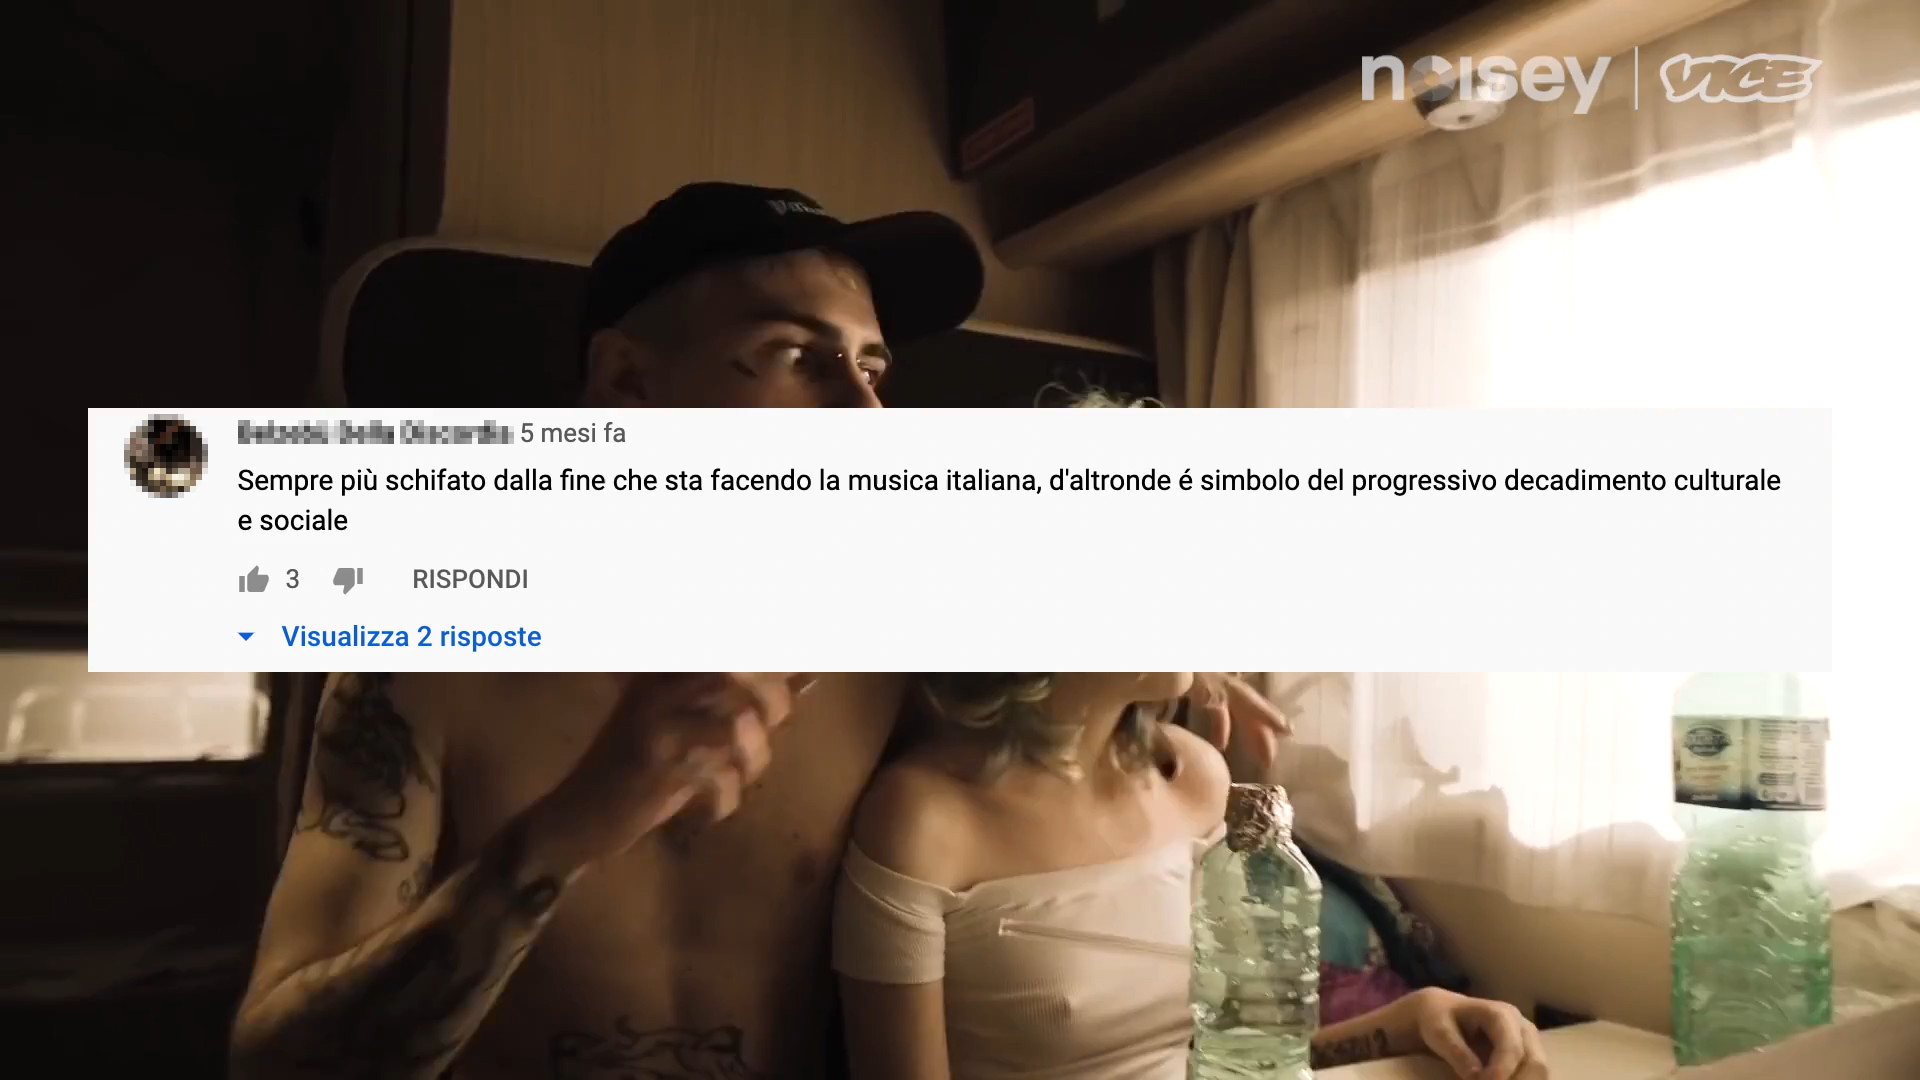 noisey | VICE
5 mesi fa
Sempre più schifato dalla fine che sta facendo la musica italiana, d'altronde é simbolo del progressivo decadimento culturale
e sociale
3 RISPONDI
Visualizza 2 risposte